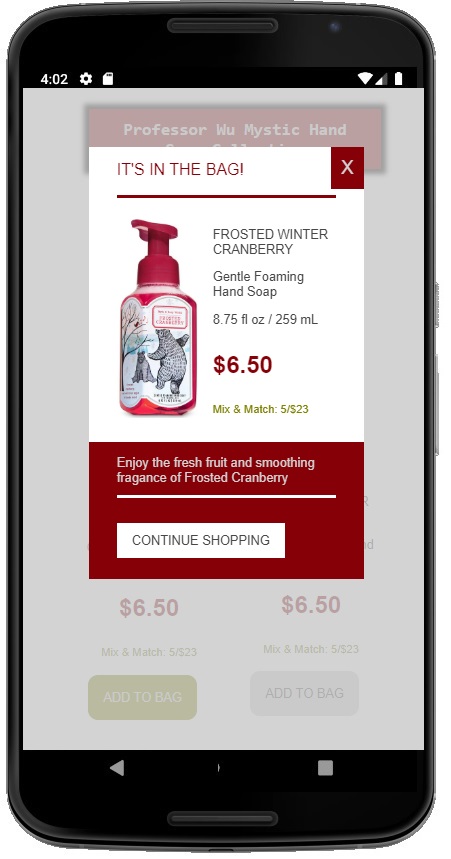 4:02
Professor Wu Mystic Hand
IT'S IN THE BAG!
X
FROSTED WINTER
CRANBERRY
Gentle Foaming
Hand Soap
8.75 fl oz / 259 mL
$6.50
Mix & Match: 5/$23
FROSTED
CRANBERRY
Enjoy the fresh fruit and smoothing
fragance of Frosted Cranberry
CONTINUE SHOPPING
$6.50
$6.50
Mix & Match: 5/$23
Mix & Match: 5/$23
ADD TO BAG
ADD TO BAG